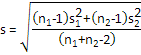 s = √(((n₁-1)s₁²+(n₂-1)s₂²)/(n₁+n₂-2))